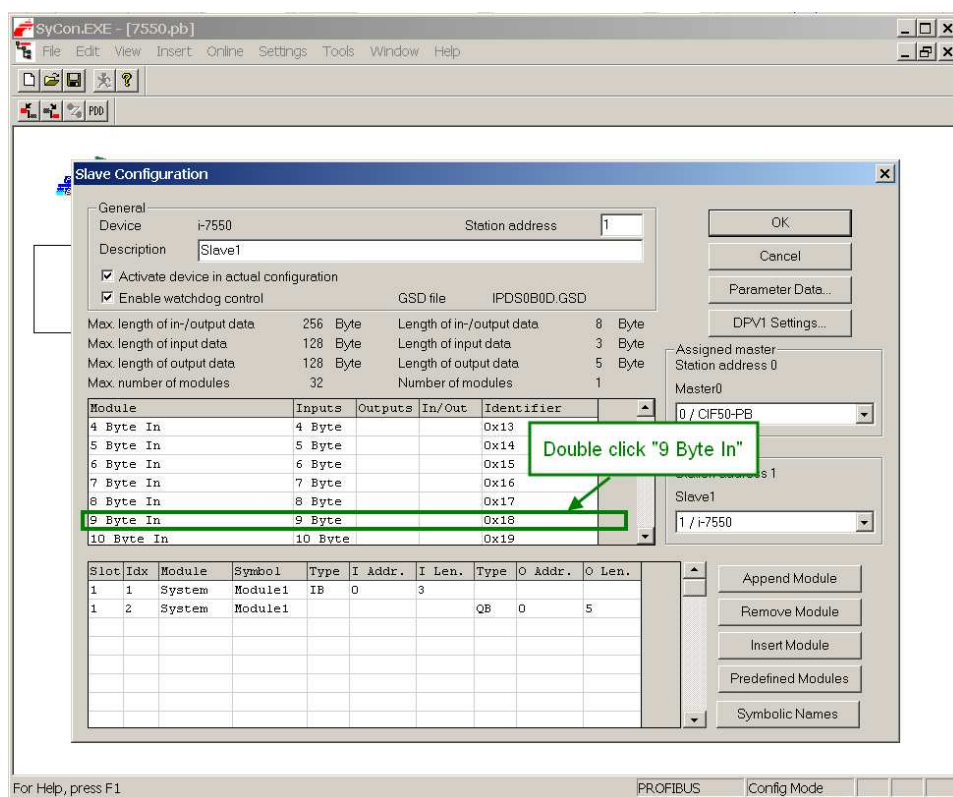 SyCon.EXE - [7550.pb]
File Edit View Insert Online Settings Tools Window Help
PDD
Slave Configuration
General
Device i-7550 Station address 1
Description Slave1
Activate device in actual configuration
Enable watchdog control GSD file IPDS0B0D.GSD
Max. length of in-/output data 256 Byte Length of in-/output data 8 Byte
Max. length of input data 128 Byte Length of input data 3 Byte
Max. length of output data 128 Byte Length of output data 5 Byte
Max. number of modules 32 Number of modules 1
OK
Cancel
Parameter Data...
DPV1 Settings...
Assigned master
Station address 0
Master0
0 / CIF50-PB
Station address 1
Slave1
1 / i-7550
Module Inputs Outputs In/Out Identifier
4 Byte In 4 Byte 0x13
5 Byte In 5 Byte 0x14
6 Byte In 6 Byte 0x15
7 Byte In 7 Byte 0x16
8 Byte In 8 Byte 0x17
9 Byte In 9 Byte 0x18
10 Byte In 10 Byte 0x19
Double click "9 Byte In"
Slot Idx Module Symbol Type I Addr. I Len. Type O Addr. O Len.
1 1 System Module1 IB 0 3
1 2 System Module1 QB 0 5
Append Module
Remove Module
Insert Module
Predefined Modules
Symbolic Names
For Help, press F1 PROFIBUS Config Mode